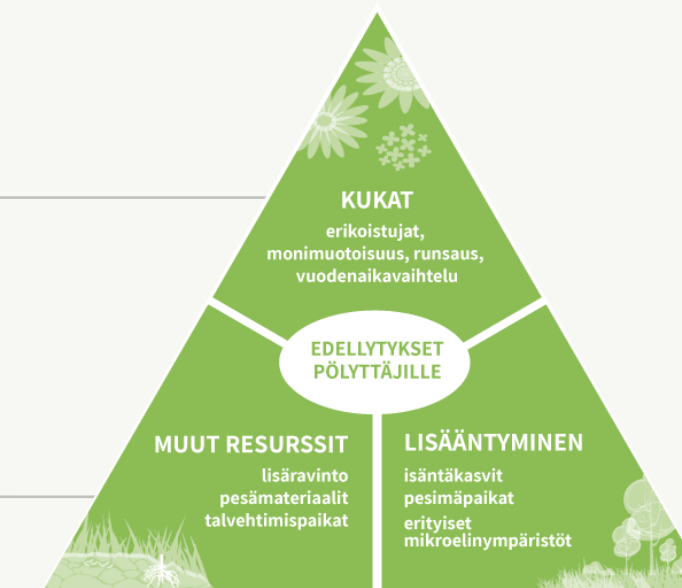 KUKAT
erikoistujat,
monimuotoisuus, runsaus,
vuodenaikavaihtelu
EDELLYTYKSET
PÖLYTTÄJILLE
MUUT RESURSSIT
lisäravinto
pesämateriaalit
talvehtimispaikat
LISÄÄNTYMINEN
isäntäkasvit
pesimäpaikat
erityiset
mikroelinympäristöt